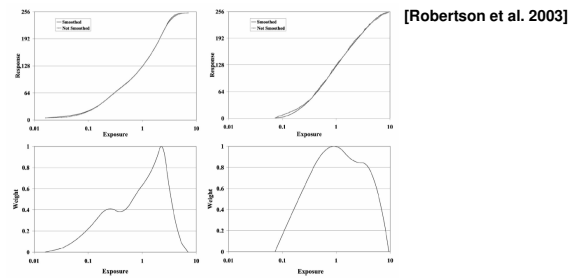 [Robertson et al. 2003]
256
192
128
64
0
Response
Smoothed
Not Smoothed
0.01 0.1 1 10
Exposure
256
192
128
64
0
Response
Smoothed
Not Smoothed
0.01 0.1 1 10
Exposure
1
0.8
0.6
0.4
0.2
0
Weight
0.01 0.1 1 10
Exposure
1
0.8
0.6
0.4
0.2
0
Weight
0.01 0.1 1 10
Exposure